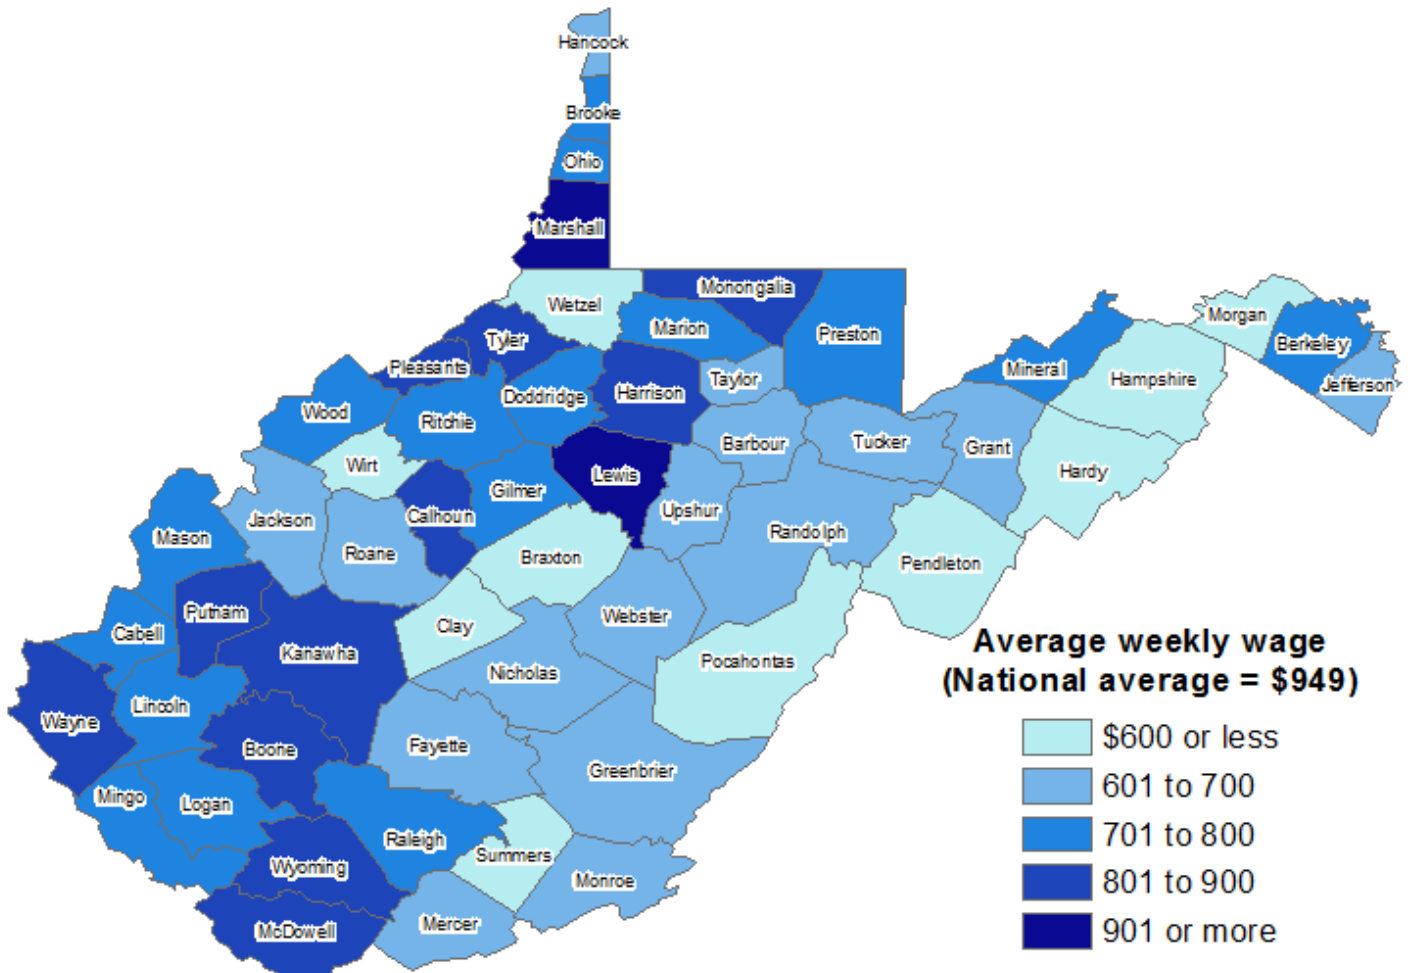 Hancock
Brooke
Ohio
Marshall
Wetzel
Monongalia
Marion
Preston
Tyler
Pleasants
Doddridge
Harrison
Taylor
Wood
Ritchie
Mineral
Hampshire
Morgan
Berkeley
Jefferson
Barbour
Tucker
Grant
Hardy
Wirt
Lewis
Gilmer
Upshur
Calhoun
Jackson
Roane
Mason
Braxton
Randolph
Pendleton
Putnam
Cabell
Clay
Webster
Kanawha
Nicholas
Pocahontas
Wayne
Lincoln
Boone
Fayette
Greenbrier
Mingo
Logan
Raleigh
Summers
Wyoming
Monroe
Mercer
McDowell
Average weekly wage
(National average = $949)
$600 or less
601 to 700
701 to 800
801 to 900
901 or more